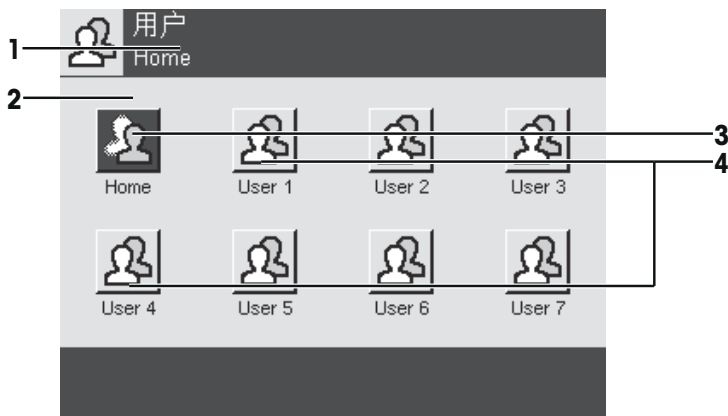 用户
Home
1
2
3
4
Home User 1 User 2 User 3
User 4 User 5 User 6 User 7